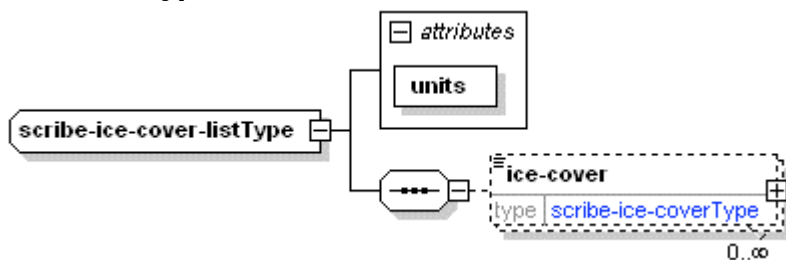 attributes
units
scribe-ice-cover-listType
ice-cover
type scribe-ice-coverType
0..∞